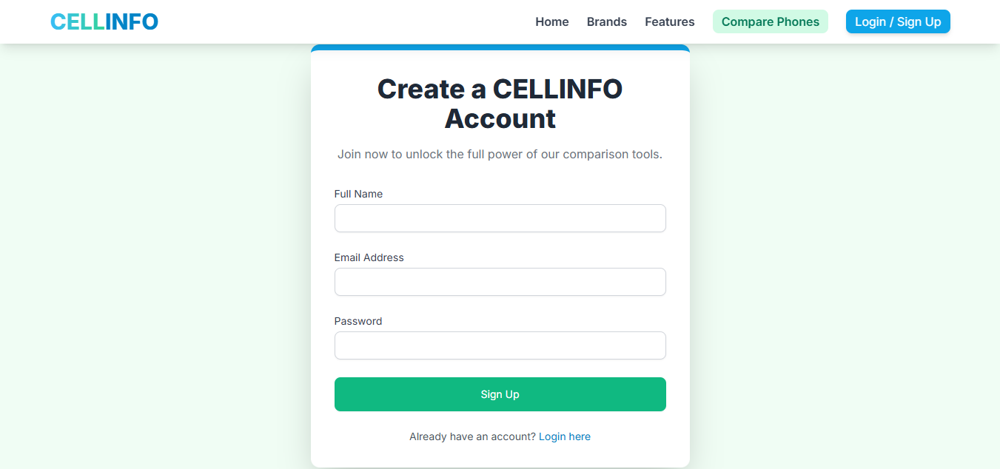 CELLINFO Home Brands Features Compare Phones Login / Sign Up
Create a CELLINFO
Account
Join now to unlock the full power of our comparison tools.
Full Name
Email Address
Password
Sign Up
Already have an account? Login here